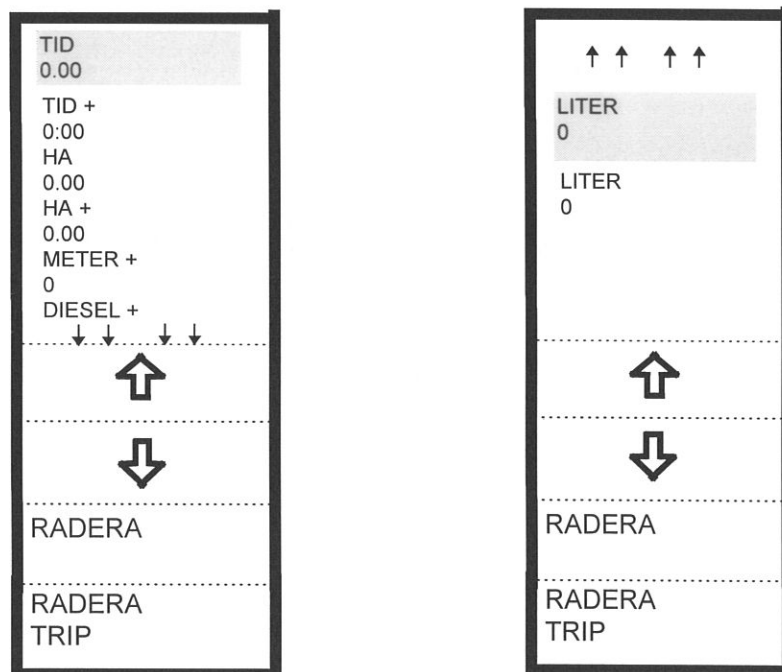 TID
0.00
TID +
0:00
HA
0.00
HA +
0.00
METER +
0
DIESEL +
RADERA
RADERA
TRIP
LITER
0
LITER
0
RADERA
RADERA
TRIP